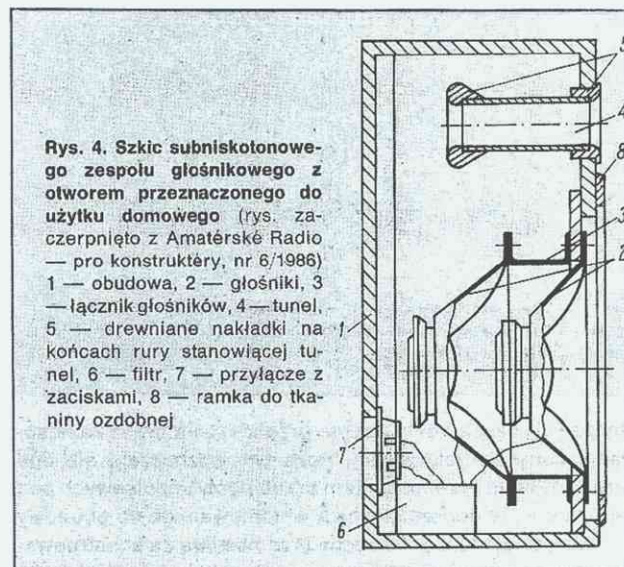 Rys. 4. Szkic subniskotonowe-
go zespołu głośnikowego z
otworem przeznaczonego do
użytku domowego (rys. za-
czerpnięto z Amatérské Radio
— pro konstruktéry, nr 6/1986)
1 — obudowa, 2 — głośniki, 3
— łącznik głośników, 4 — tunel,
5 — drewniane nakładki na
końcach rury stanowiącej tu-
nel, 6 — filtr, 7 — przyłącze z
zaciskami, 8 — ramka do tka-
niny ozdobnej
5
4
8
3
2
1
7
6